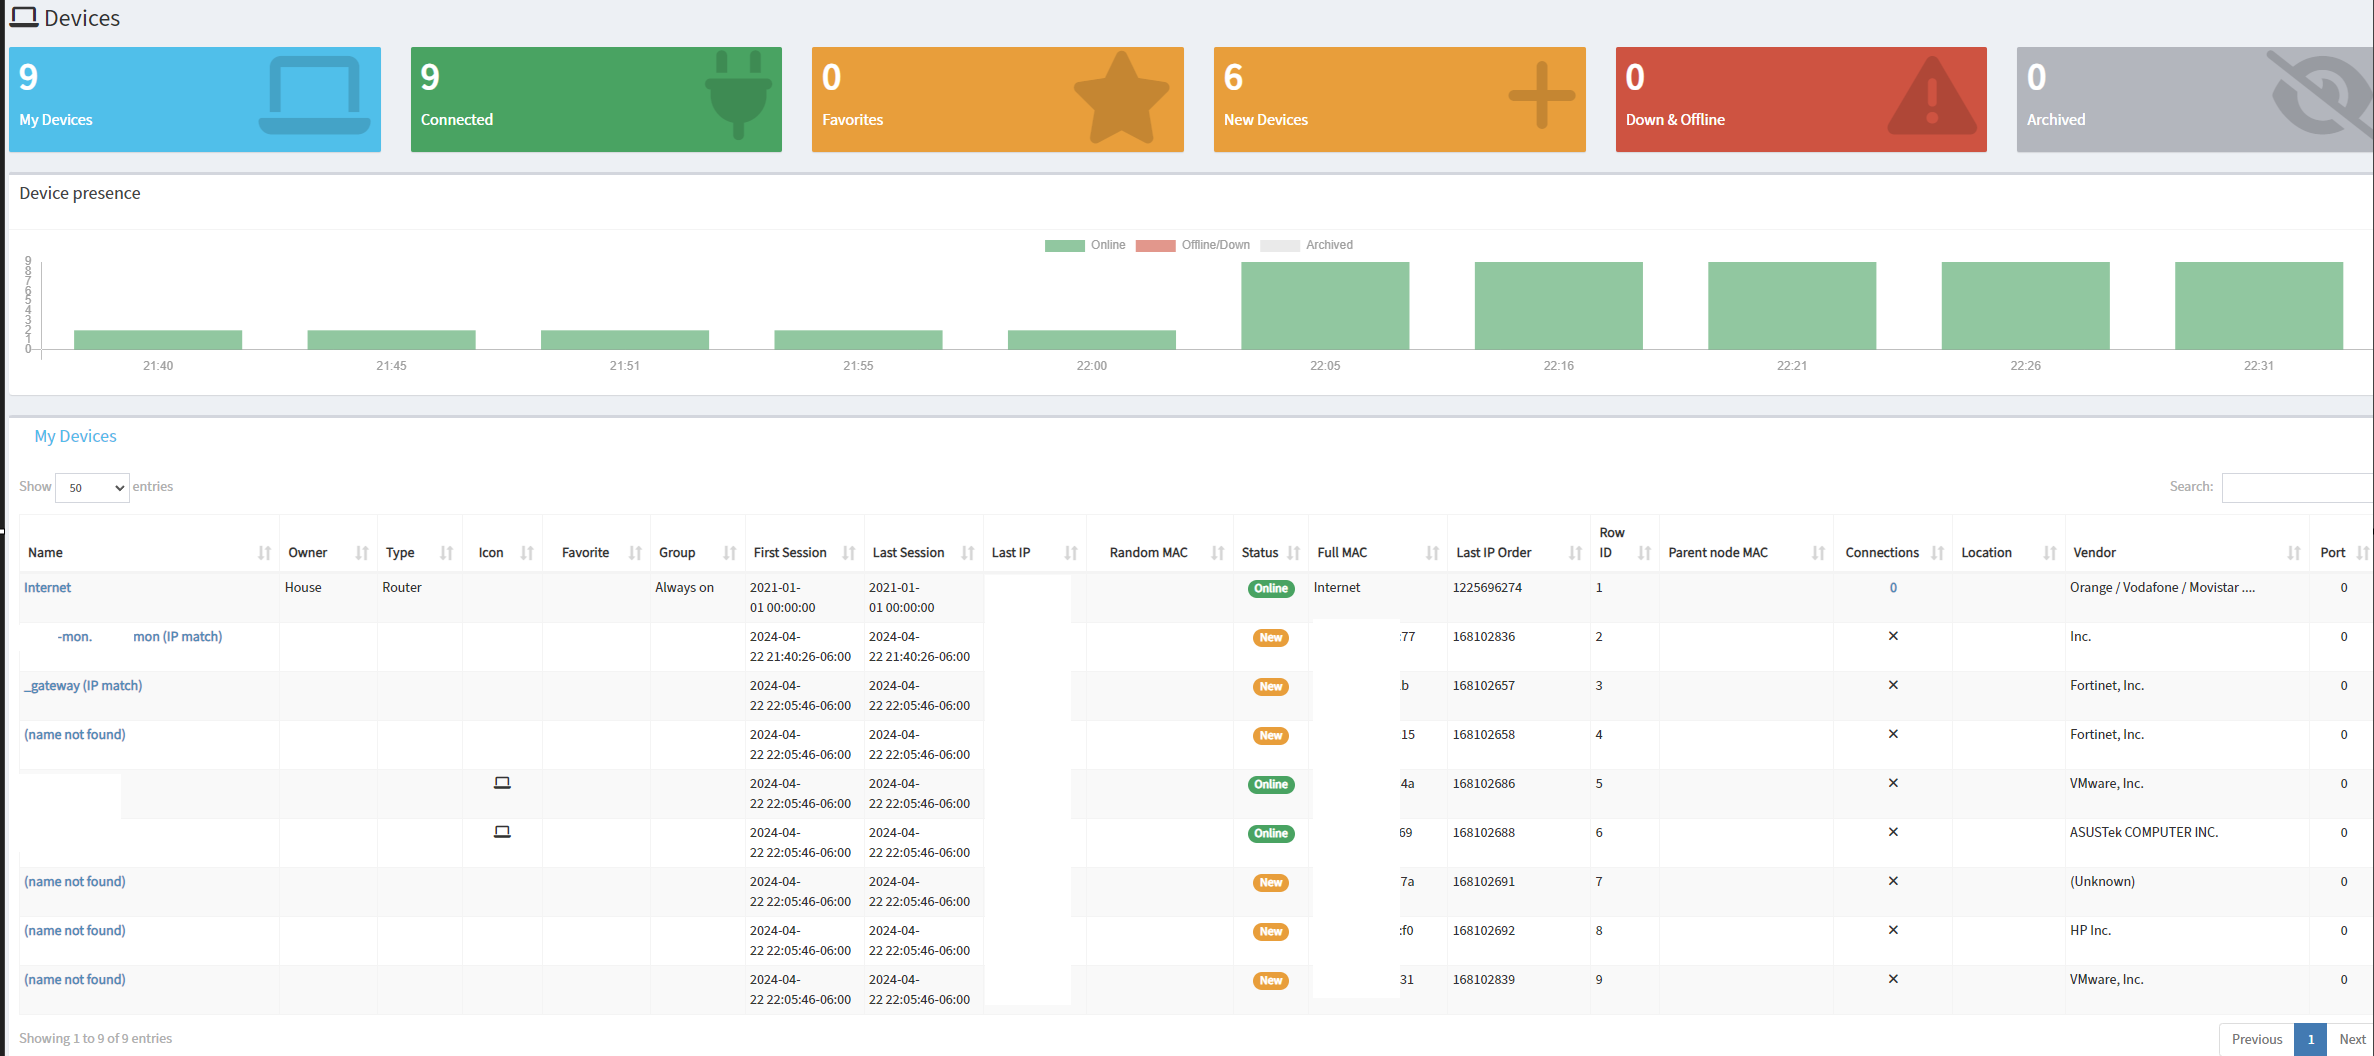 Devices
9
My Devices
9
Connected
0
Favorites
6
New Devices
0
Down & Offline
0
Archived
Device presence
Online Offline/Down Archived
9
8
7
6
5
4
3
2
1
0
21:40 21:45 21:51 21:55 22:00 22:05 22:16 22:21 22:26 22:31
My Devices
Show 50 entries Search:
Name Owner Type Icon Favorite Group First Session Last Session Last IP Random MAC Status Full MAC Last IP Order Row ID Parent node MAC Connections Location Vendor Port
Internet House Router Always on 2021-01- 2021-01- Online Internet 1225696274 1 0 Orange / Vodafone / Movistar .... 0
01 00:00:00 01 00:00:00
-mon. mon (IP match) 2024-04- 2024-04- New :77 168102836 2 Inc. 0
22 21:40:26-06:00 22 21:40:26-06:00
_gateway (IP match) 2024-04- 2024-04- New b 168102657 3 Fortinet, Inc. 0
22 22:05:46-06:00 22 22:05:46-06:00
(name not found) 2024-04- 2024-04- New 15 168102658 4 Fortinet, Inc. 0
22 22:05:46-06:00 22 22:05:46-06:00
2024-04- 2024-04- Online 4a 168102686 5 VMware, Inc. 0
22 22:05:46-06:00 22 22:05:46-06:00
2024-04- 2024-04- Online 69 168102688 6 ASUSTek COMPUTER INC. 0
22 22:05:46-06:00 22 22:05:46-06:00
(name not found) 2024-04- 2024-04- New 7a 168102691 7 (Unknown) 0
22 22:05:46-06:00 22 22:05:46-06:00
(name not found) 2024-04- 2024-04- New :f0 168102692 8 HP Inc. 0
22 22:05:46-06:00 22 22:05:46-06:00
(name not found) 2024-04- 2024-04- New 31 168102839 9 VMware, Inc. 0
22 22:05:46-06:00 22 22:05:46-06:00
Showing 1 to 9 of 9 entries Previous 1 Next